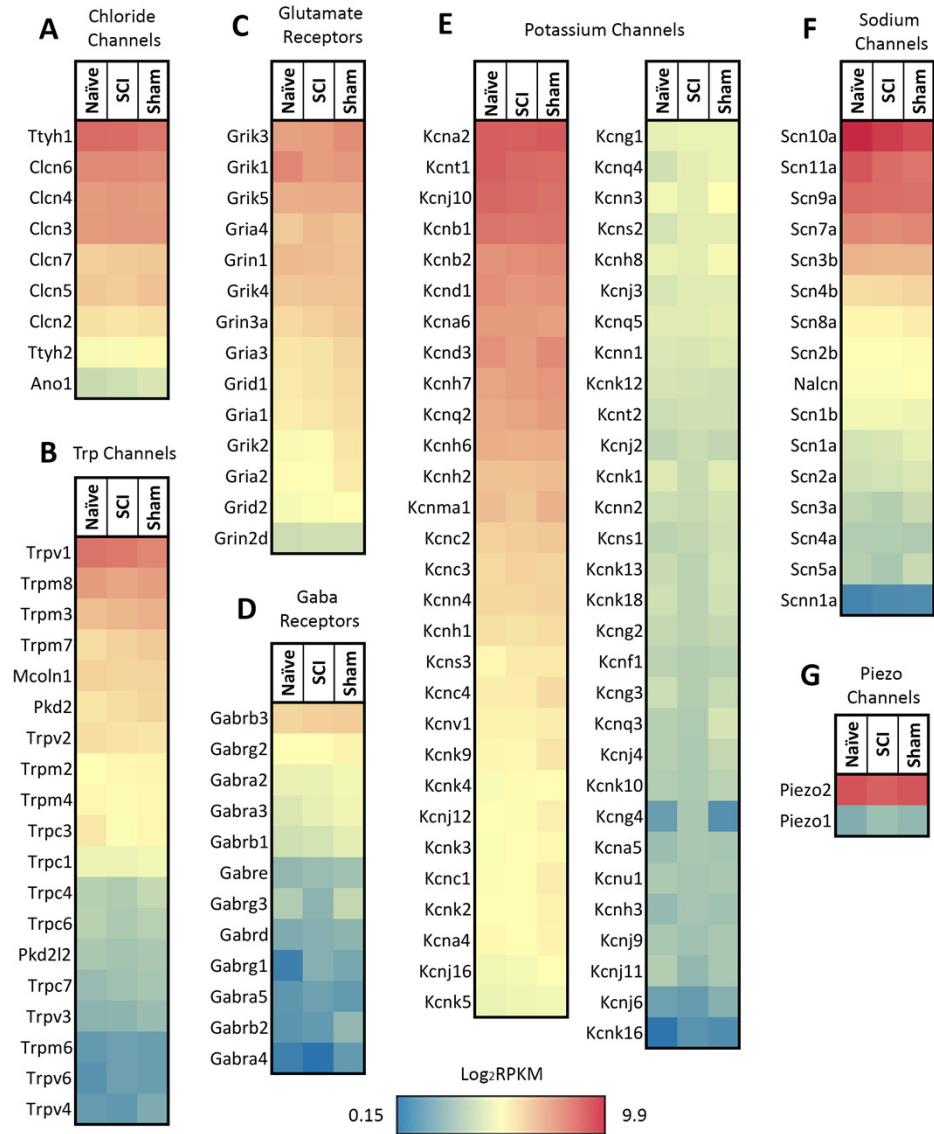 A
Chloride
Channels
Naïve SCI Sham
Ttyh1
Clcn6
Clcn4
Clcn3
Clcn7
Clcn5
Clcn2
Ttyh2
Ano1
B
Trp Channels
Naïve SCI Sham
Trpv1
Trpm8
Trpm3
Trpm7
Mcoln1
Pkd2
Trpv2
Trpm2
Trpm4
Trpc3
Trpc1
Trpc4
Trpc6
Pkd2l2
Trpc7
Trpv3
Trpm6
Trpv6
Trpv4
C
Glutamate
Receptors
Naïve SCI Sham
Grik3
Grik1
Grik5
Gria4
Grin1
Grik4
Grin3a
Gria3
Grid1
Gria1
Grik2
Gria2
Grid2
Grin2d
D
Gaba
Receptors
Naïve SCI Sham
Gabrb3
Gabrg2
Gabra2
Gabra3
Gabrb1
Gabre
Gabrg3
Gabrd
Gabrg1
Gabra5
Gabrb2
Gabra4
E
Potassium Channels
Naïve SCI Sham
Kcna2
Kcnt1
Kcnj10
Kcnb1
Kcnb2
Kcnd1
Kcna6
Kcnd3
Kcnh7
Kcnq2
Kcnh6
Kcnh2
Kcnma1
Kcnc2
Kcnc3
Kcnn4
Kcnh1
Kcns3
Kcnc4
Kcnv1
Kcnk9
Kcnk4
Kcnj12
Kcnk3
Kcnc1
Kcnk2
Kcna4
Kcnj16
Kcnk5
Naïve SCI Sham
Kcng1
Kcnq4
Kcnn3
Kcns2
Kcnh8
Kcnj3
Kcnq5
Kcnn1
Kcnk12
Kcnt2
Kcnj2
Kcnk1
Kcnn2
Kcns1
Kcnk13
Kcnk18
Kcng2
Kcnf1
Kcng3
Kcnq3
Kcnj4
Kcnk10
Kcng4
Kcna5
Kcnu1
Kcnh3
Kcnj9
Kcnj11
Kcnj6
Kcnk16
F
Sodium
Channels
Naïve SCI Sham
Scn10a
Scn11a
Scn9a
Scn7a
Scn3b
Scn4b
Scn8a
Scn2b
Nalcn
Scn1b
Scn1a
Scn2a
Scn3a
Scn4a
Scn5a
Scnn1a
G
Piezo
Channels
Naïve SCI Sham
Piezo2
Piezo1
Log₂RPKM
0.15 9.9